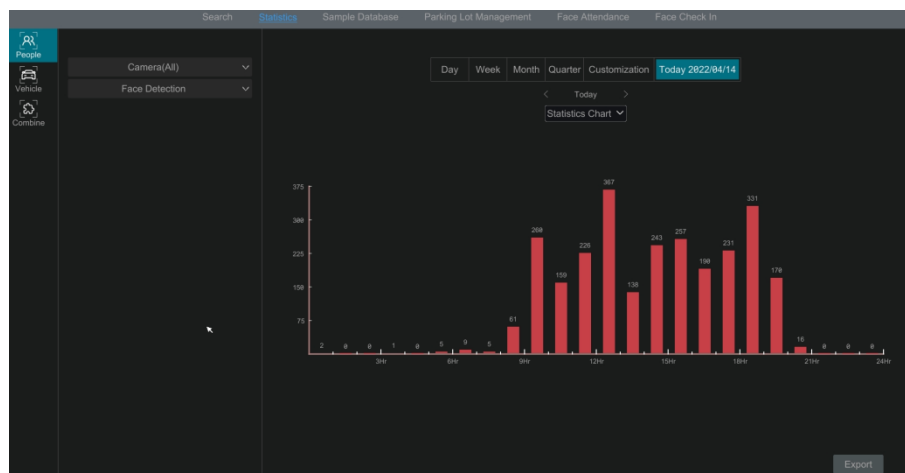 Search Statistics Sample Database Parking Lot Management Face Attendance Face Check In
People
Vehicle
Combine
Camera(All)
Face Detection
Day Week Month Quarter Customization Today 2022/04/14
< Today >
Statistics Chart
375
300
225
150
75
2 0 0 1 0 5 9 5 61 260 159 226 367 138 243 257 190 231 331 170 16 0 0 0
3Hr 6Hr 9Hr 12Hr 15Hr 18Hr 21Hr 24Hr
Export